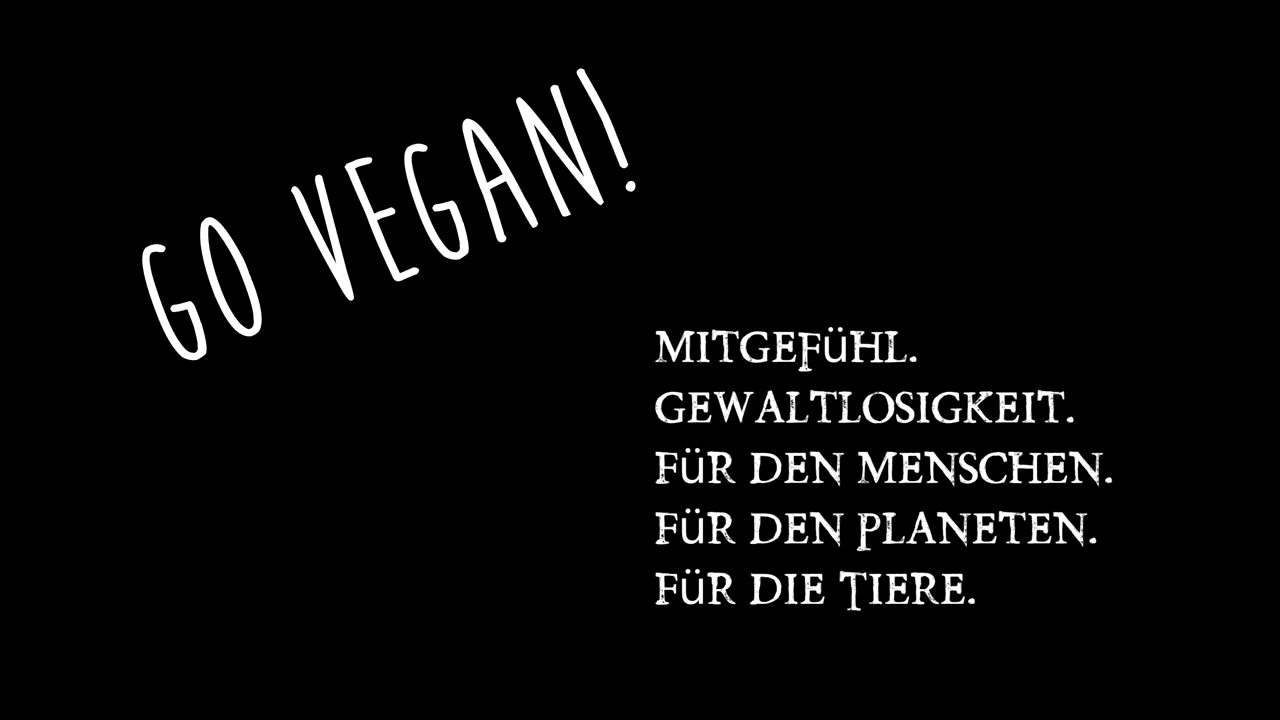 GO VEGAN!
MITGEFÜHL.
GEWALTLOSIGKEIT.
FÜR DEN MENSCHEN.
FÜR DEN PLANETEN.
FÜR DIE TIERE.